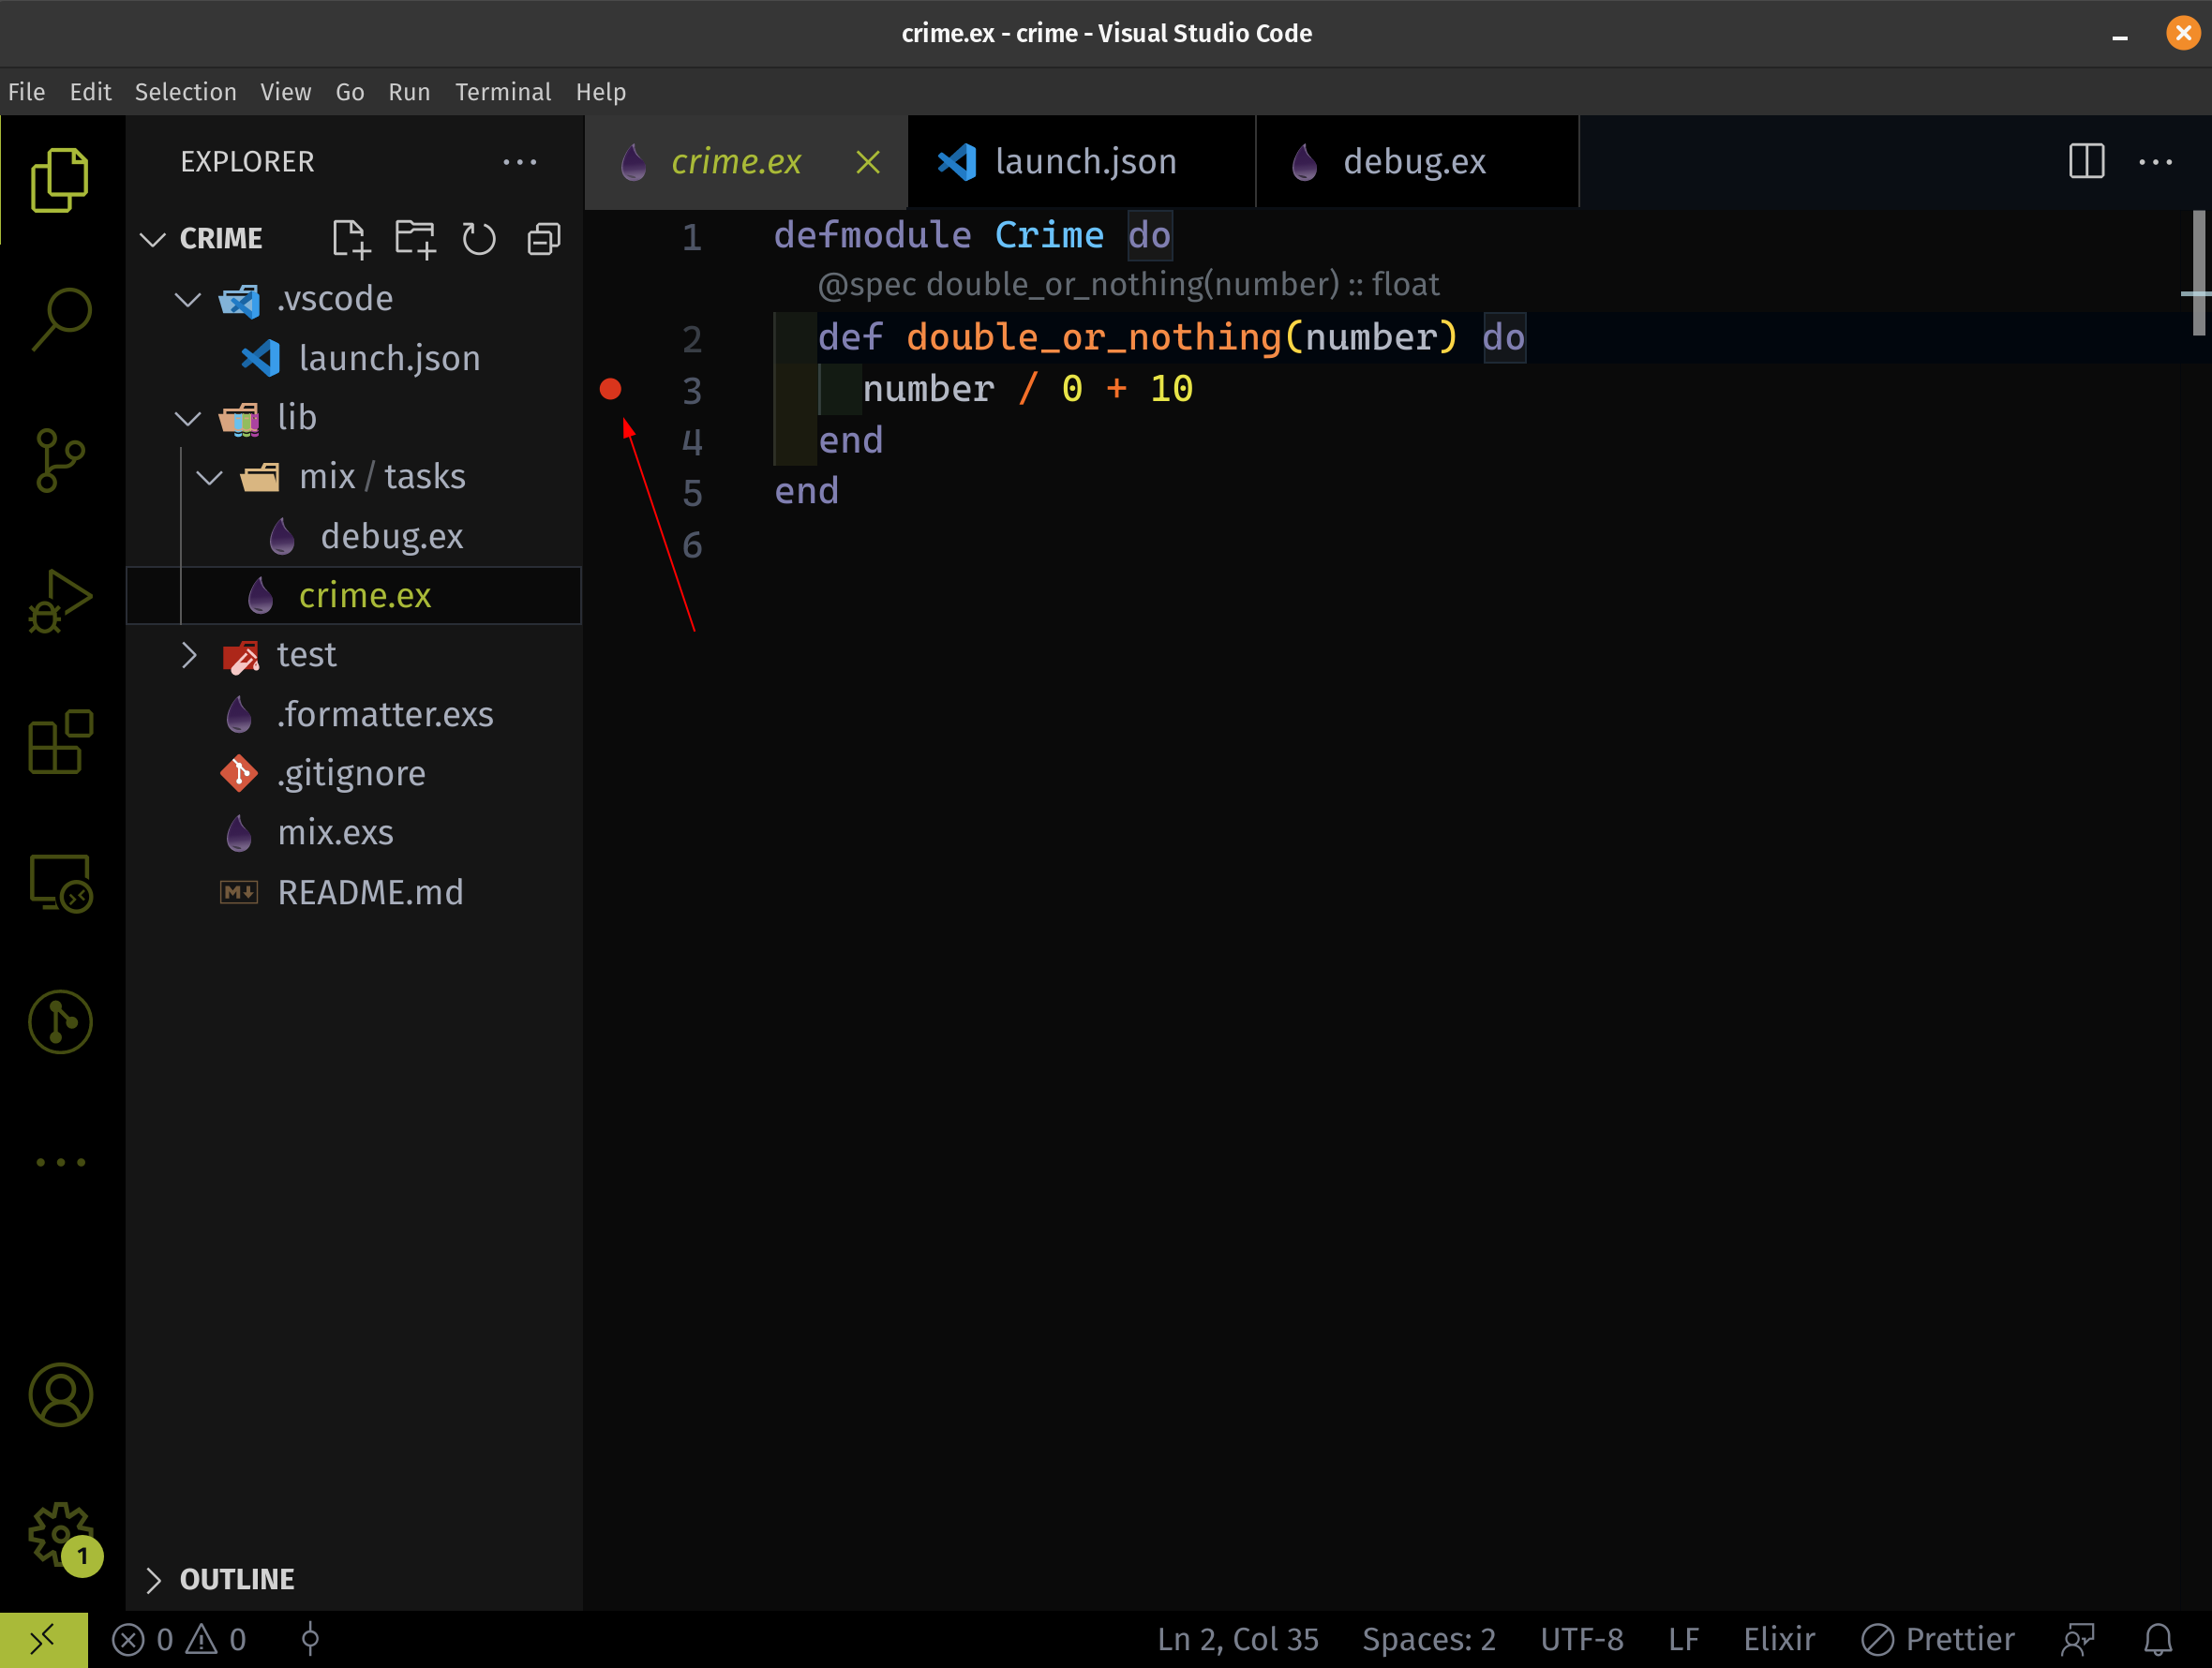 crime.ex - crime - Visual Studio Code
File Edit Selection View Go Run Terminal Help
EXPLORER
CRIME
.vscode
launch.json
lib
mix / tasks
debug.ex
crime.ex
test
.formatter.exs
.gitignore
mix.exs
README.md
OUTLINE
crime.ex launch.json debug.ex
1 defmodule Crime do
@spec double_or_nothing(number) :: float
2 def double_or_nothing(number) do
3 number / 0 + 10
4 end
5 end
6
1
0 0 Ln 2, Col 35 Spaces: 2 UTF-8 LF Elixir Prettier